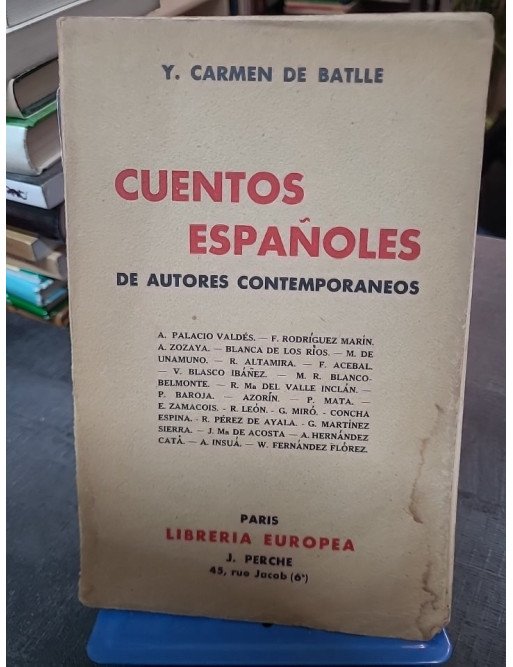 Y. CARMEN DE BATLLE
CUENTOS
ESPAÑOLES
DE AUTORES CONTEMPORANEOS
A. PALACIO VALDÉS. — F. RODRÍGUEZ MARÍN.
A. ZOZAYA. — BLANCA DE LOS RÍOS. — M. DE
UNAMUNO. — R. ALTAMIRA. — F. ACEBAL.
— V. BLASCO IBÁÑEZ. — M. R. BLANCO-
BELMONTE. — R. Mª DEL VALLE INCLÁN. —
P. BAROJA. — AZORÍN. — P. MATA. —
E. ZAMACOIS. - R. LEÓN. - G. MIRÓ. - CONCHA
ESPINA. - R. PÉREZ DE AYALA. - G. MARTÍNEZ
SIERRA. — J. Mª DE ACOSTA — A. HERNÁNDEZ
CATÁ. — A. INSUÁ. — W. FERNÁNDEZ FLÓREZ.
PARIS
LIBRERIA EUROPEA
J. PERCHE
45, rue Jacob (6ᵉ)